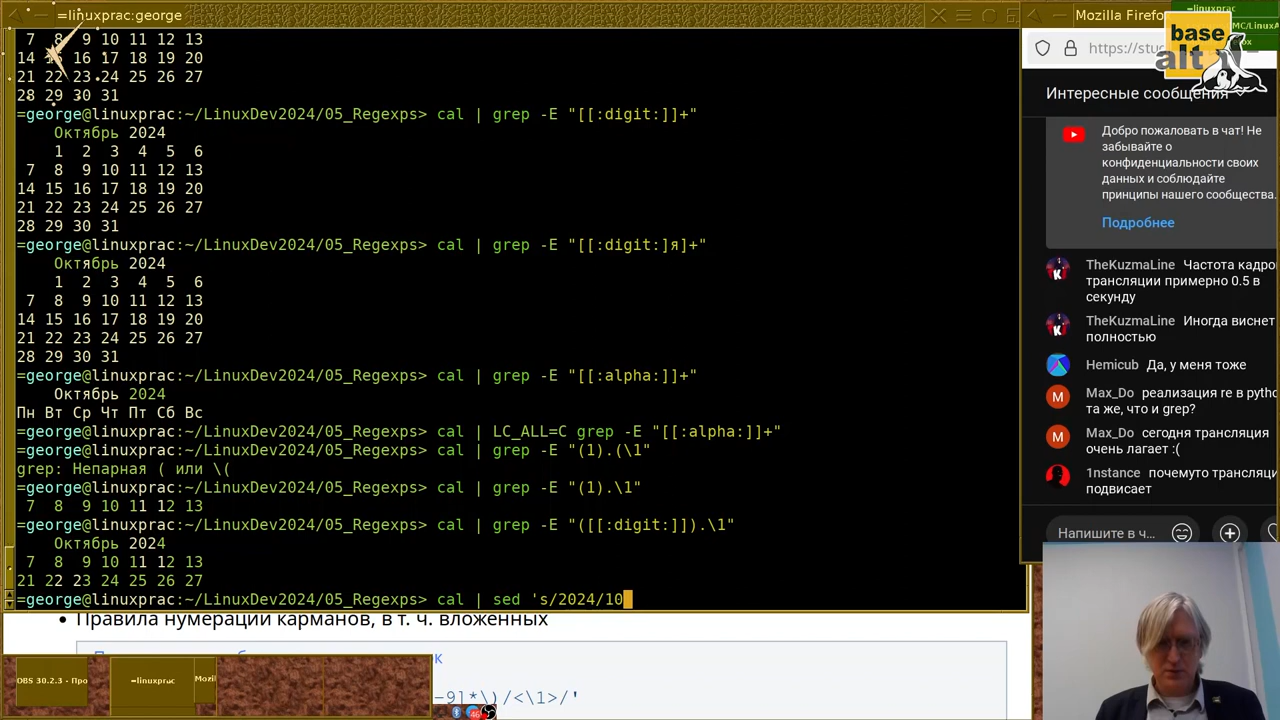 =linuxprac:george
7 8 9 10 11 12 13
14 15 16 17 18 19 20
21 22 23 24 25 26 27
28 29 30 31
=george@linuxprac:~/LinuxDev2024/05_Regexps> cal | grep -E "[[:digit:]]+"
Октябрь 2024
1 2 3 4 5 6
7 8 9 10 11 12 13
14 15 16 17 18 19 20
21 22 23 24 25 26 27
28 29 30 31
=george@linuxprac:~/LinuxDev2024/05_Regexps> cal | grep -E "[[:digit:]я]+"
Октябрь 2024
1 2 3 4 5 6
7 8 9 10 11 12 13
14 15 16 17 18 19 20
21 22 23 24 25 26 27
28 29 30 31
=george@linuxprac:~/LinuxDev2024/05_Regexps> cal | grep -E "[[:alpha:]]+"
Октябрь 2024
Пн Вт Ср Чт Пт Сб Вс
=george@linuxprac:~/LinuxDev2024/05_Regexps> cal | LC_ALL=C grep -E "[[:alpha:]]+"
=george@linuxprac:~/LinuxDev2024/05_Regexps> cal | grep -E "(1).(\1"
grep: Непарная ( или \(
=george@linuxprac:~/LinuxDev2024/05_Regexps> cal | grep -E "(1).\1"
7 8 9 10 11 12 13
=george@linuxprac:~/LinuxDev2024/05_Regexps> cal | grep -E "([[:digit:]]).\1"
Октябрь 2024
7 8 9 10 11 12 13
21 22 23 24 25 26 27
=george@linuxprac:~/LinuxDev2024/05_Regexps> cal | sed 's/2024/10
• Правила нумерации карманов, в т. ч. вложенных
-9]*\)/<\1>/'
OBS 30.2.3 - Про
=linuxprac
Mozi
46
Mozilla Firefo
=linuxprac
MC/LinuxA
base
alt
https://stu
Интересные сообщения
Добро пожаловать в чат! Не
забывайте о
конфиденциальности своих
данных и соблюдайте
принципы нашего сообщества.
Подробнее
TheKuzmaLine Частота кадро
трансляции примерно 0.5 в
секунду
TheKuzmaLine Иногда виснет
полностью
Hemicub Да, у меня тоже
Max_Do реализация re в pytho
та же, что и grep?
Max_Do сегодня трансляция
очень лагает :(
1nstance почемуто трансляци
подвисает
Напишите в ч...